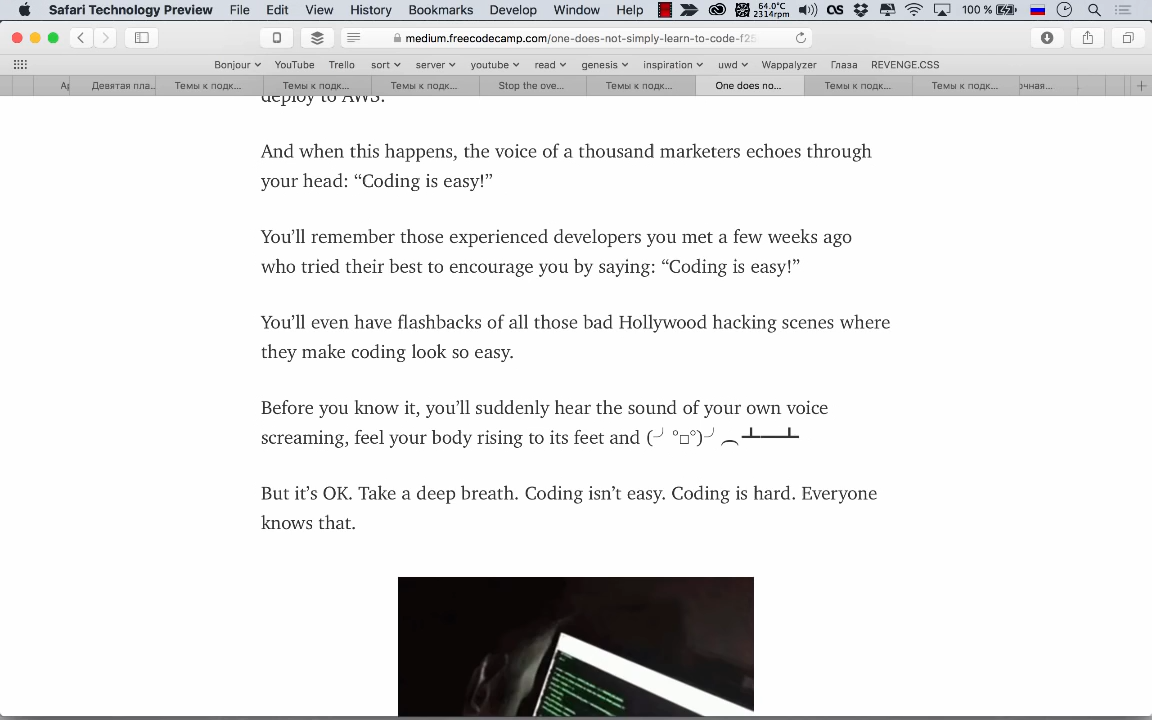 Safari Technology Preview File Edit View History Bookmarks Develop Window Help 64.0°C 2314rpm 100 %
medium.freecodecamp.com/one-does-not-simply-learn-to-code-f25
Bonjour YouTube Trello sort server youtube read genesis inspiration uwd Wappalyzer Глаза REVENGE.CSS
Девятая пла... Темы к подк... Темы к подк... Темы к подк... Stop the ove... Темы к подк... One does no... Темы к подк... Темы к подк... очная...
deploy to AWS.
And when this happens, the voice of a thousand marketers echoes through
your head: “Coding is easy!”
You’ll remember those experienced developers you met a few weeks ago
who tried their best to encourage you by saying: “Coding is easy!”
You’ll even have flashbacks of all those bad Hollywood hacking scenes where
they make coding look so easy.
Before you know it, you’ll suddenly hear the sound of your own voice
screaming, feel your body rising to its feet and (╯°□°)╯︵ ┻━┻
But it’s OK. Take a deep breath. Coding isn’t easy. Coding is hard. Everyone
knows that.